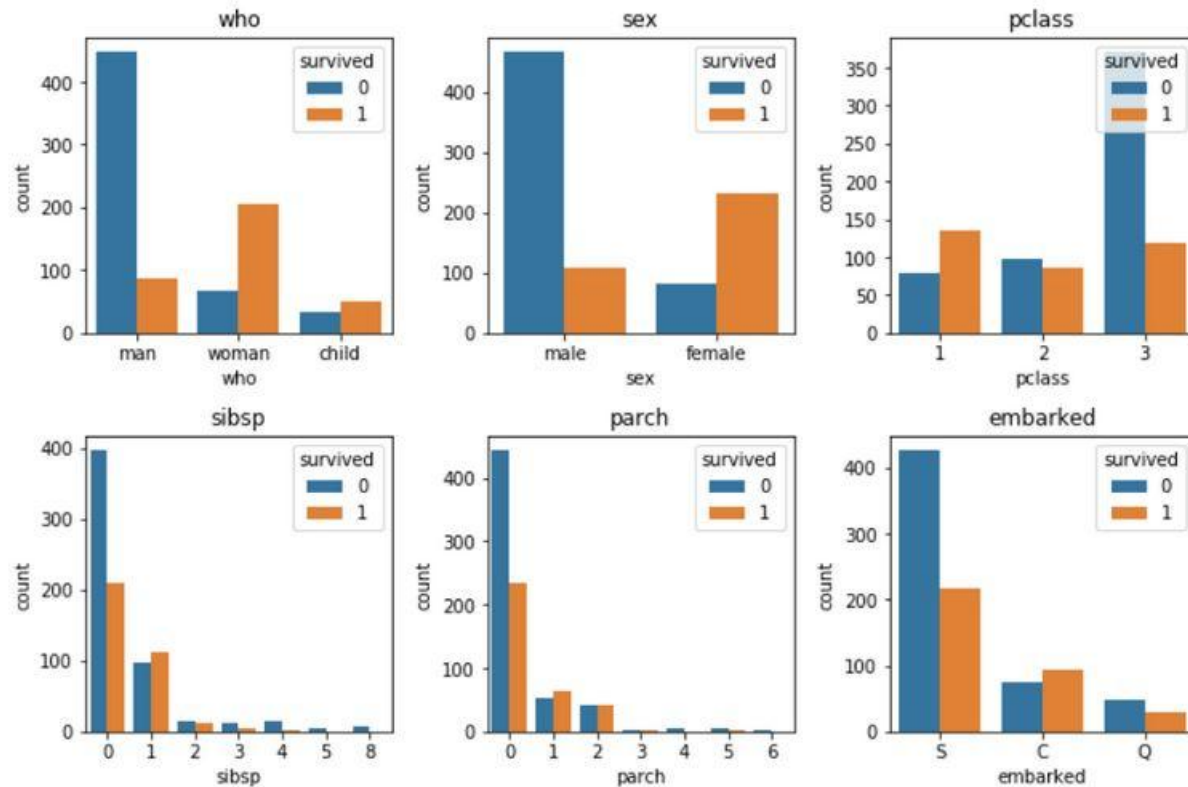 who
survived
0
1
400
300
200
100
0
count
man woman child
who
sex
survived
0
1
400
300
200
100
0
count
male female
sex
pclass
survived
0
1
350
300
250
200
150
100
50
0
count
1 2 3
pclass
sibsp
survived
0
1
400
300
200
100
0
count
0 1 2 3 4 5 8
sibsp
parch
survived
0
1
400
300
200
100
0
count
0 1 2 3 4 5 6
parch
embarked
survived
0
1
400
300
200
100
0
count
S C Q
embarked